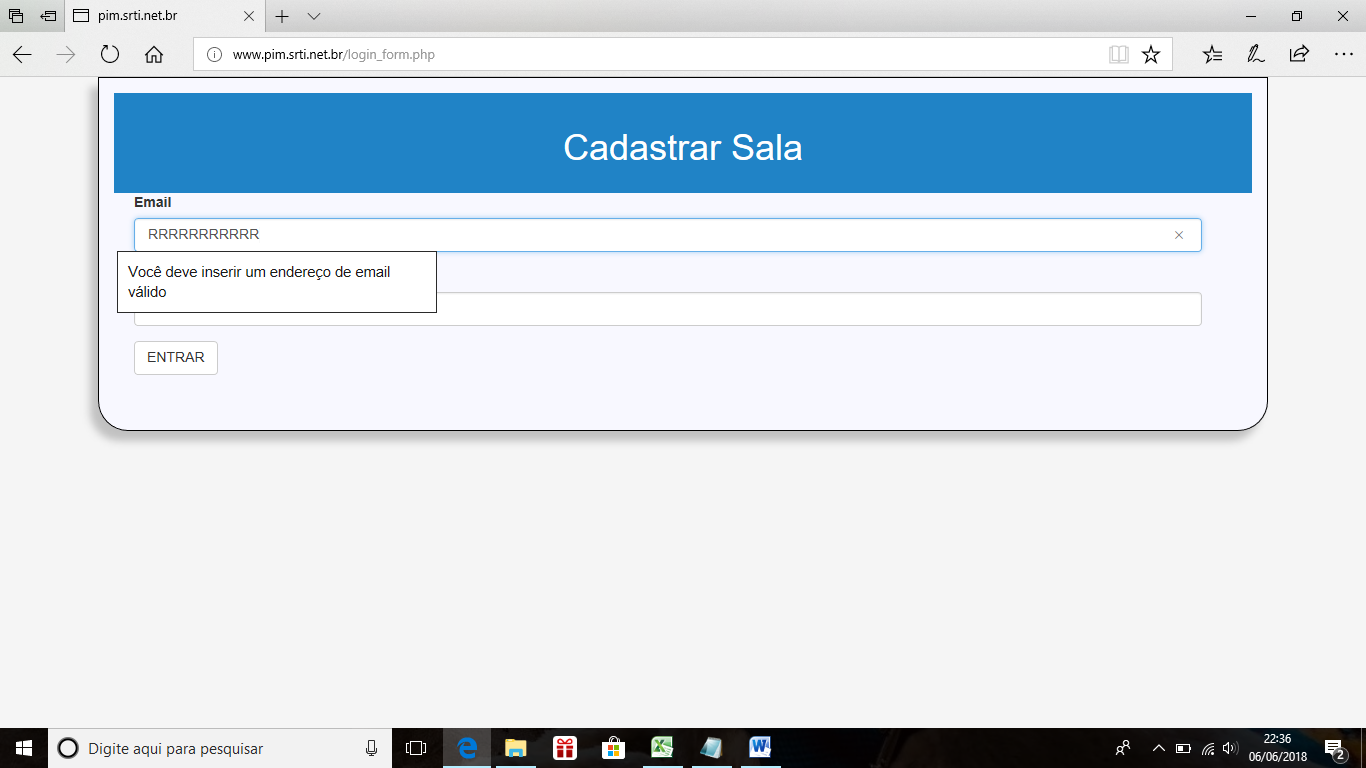 pim.srti.net.br
www.pim.srti.net.br/login_form.php
Cadastrar Sala
Email
RRRRRRRRRRR
Você deve inserir um endereço de email
válido
ENTRAR
Digite aqui para pesquisar
22:36
06/06/2018
2